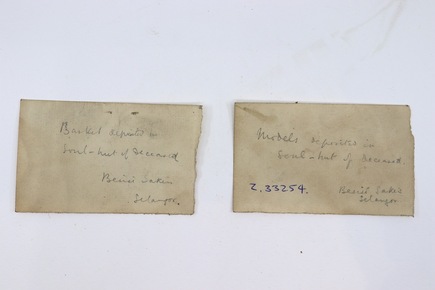 Basket deposited in
Soul-hut of Deceased
Besisi Sakai
Selangor.
Models deposited in
Soul-hut of Deceased
Z.33254.
Besisi Sakai
Selangor